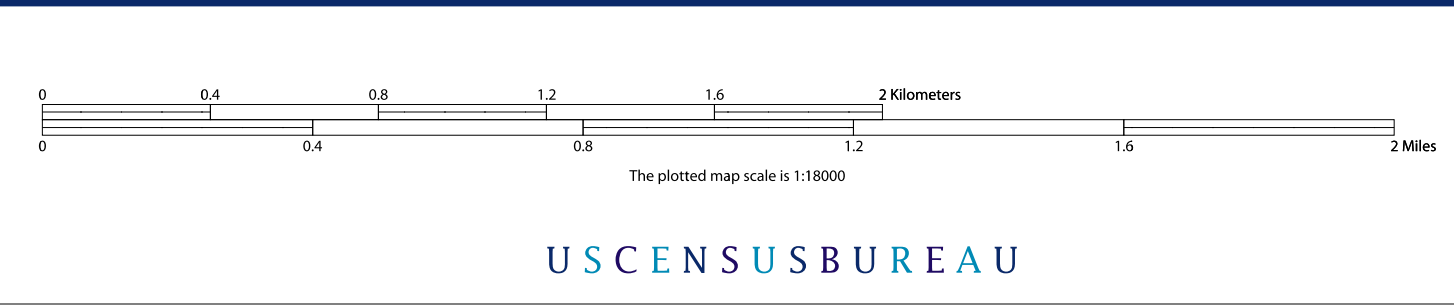 0 0.4 0.8 1.2 1.6 2 Kilometers
0 0.4 0.8 1.2 1.6 2 Miles
The plotted map scale is 1:18000
USCENSUSBUREAU